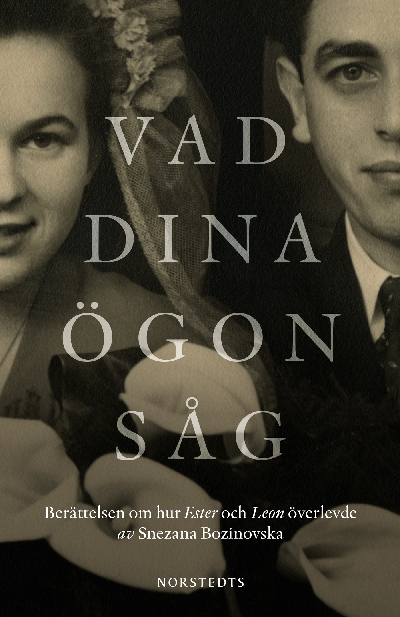 VAD
DINA
ÖGON
SÅG
Berättelsen om hur Ester och Leon överlevde
av Snezana Bozinovska
NORSTEDTS